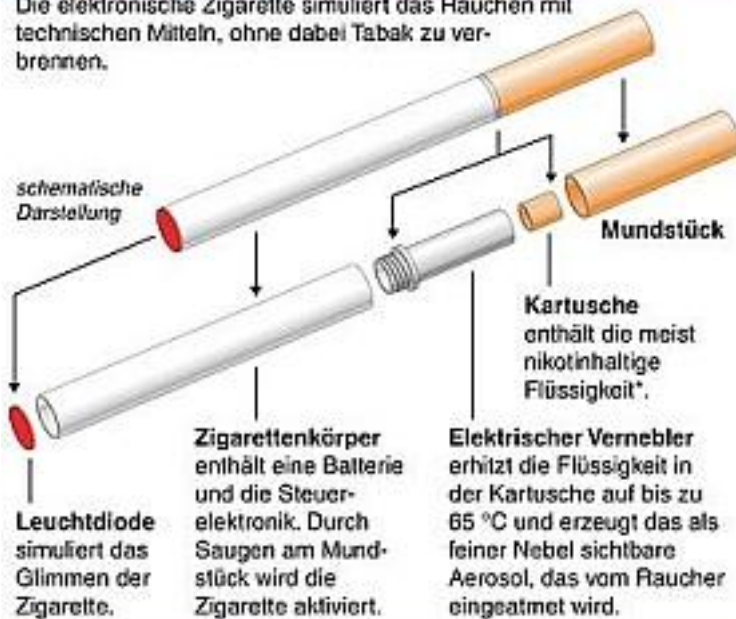 Die elektronische Zigarette simuliert das Rauchen mit
technischen Mitteln, ohne dabei Tabak zu ver-
brennen.
schematische
Darstellung
Mundstück
Kartusche
enthält die meist
nikotinhaltige
Flüssigkeit*.
Zigarettenkörper
enthält eine Batterie
und die Steuer-
elektronik. Durch
Saugen am Mund-
stück wird die
Zigarette aktiviert.
Elektrischer Vernebler
erhitzt die Flüssigkeit in
der Kartusche auf bis zu
65 °C und erzeugt das als
feiner Nebel sichtbare
Aerosol, das vom Raucher
eingeatmet wird.
Leuchtdiode
simuliert das
Glimmen der
Zigarette.